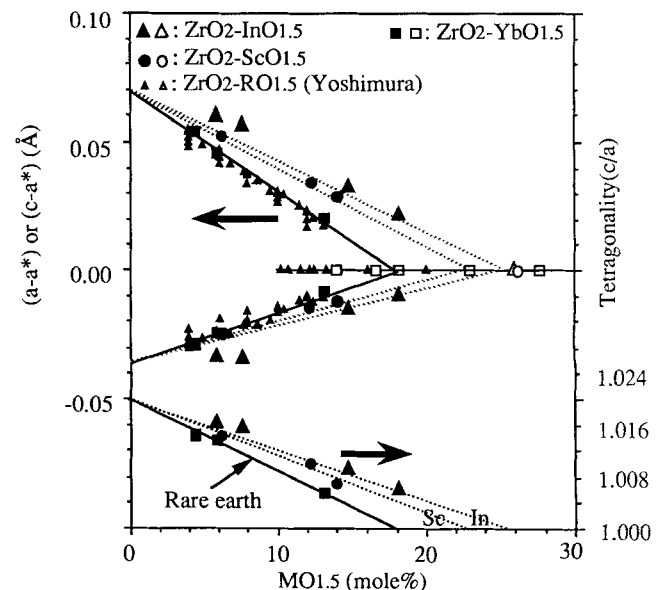 0.10
▲ △ : ZrO2-InO1.5 ■ □ : ZrO2-YbO1.5
● ○ : ZrO2-ScO1.5
▲ △ : ZrO2-RO1.5 (Yoshimura)
0.05
(a-a*) or (c-a*) (Å)
Tetragonality(c/a)
0.00
1.024
-0.05
1.016
Rare earth
1.008
Sc In
1.000
0 10 20 30
MO1.5 (mole%)